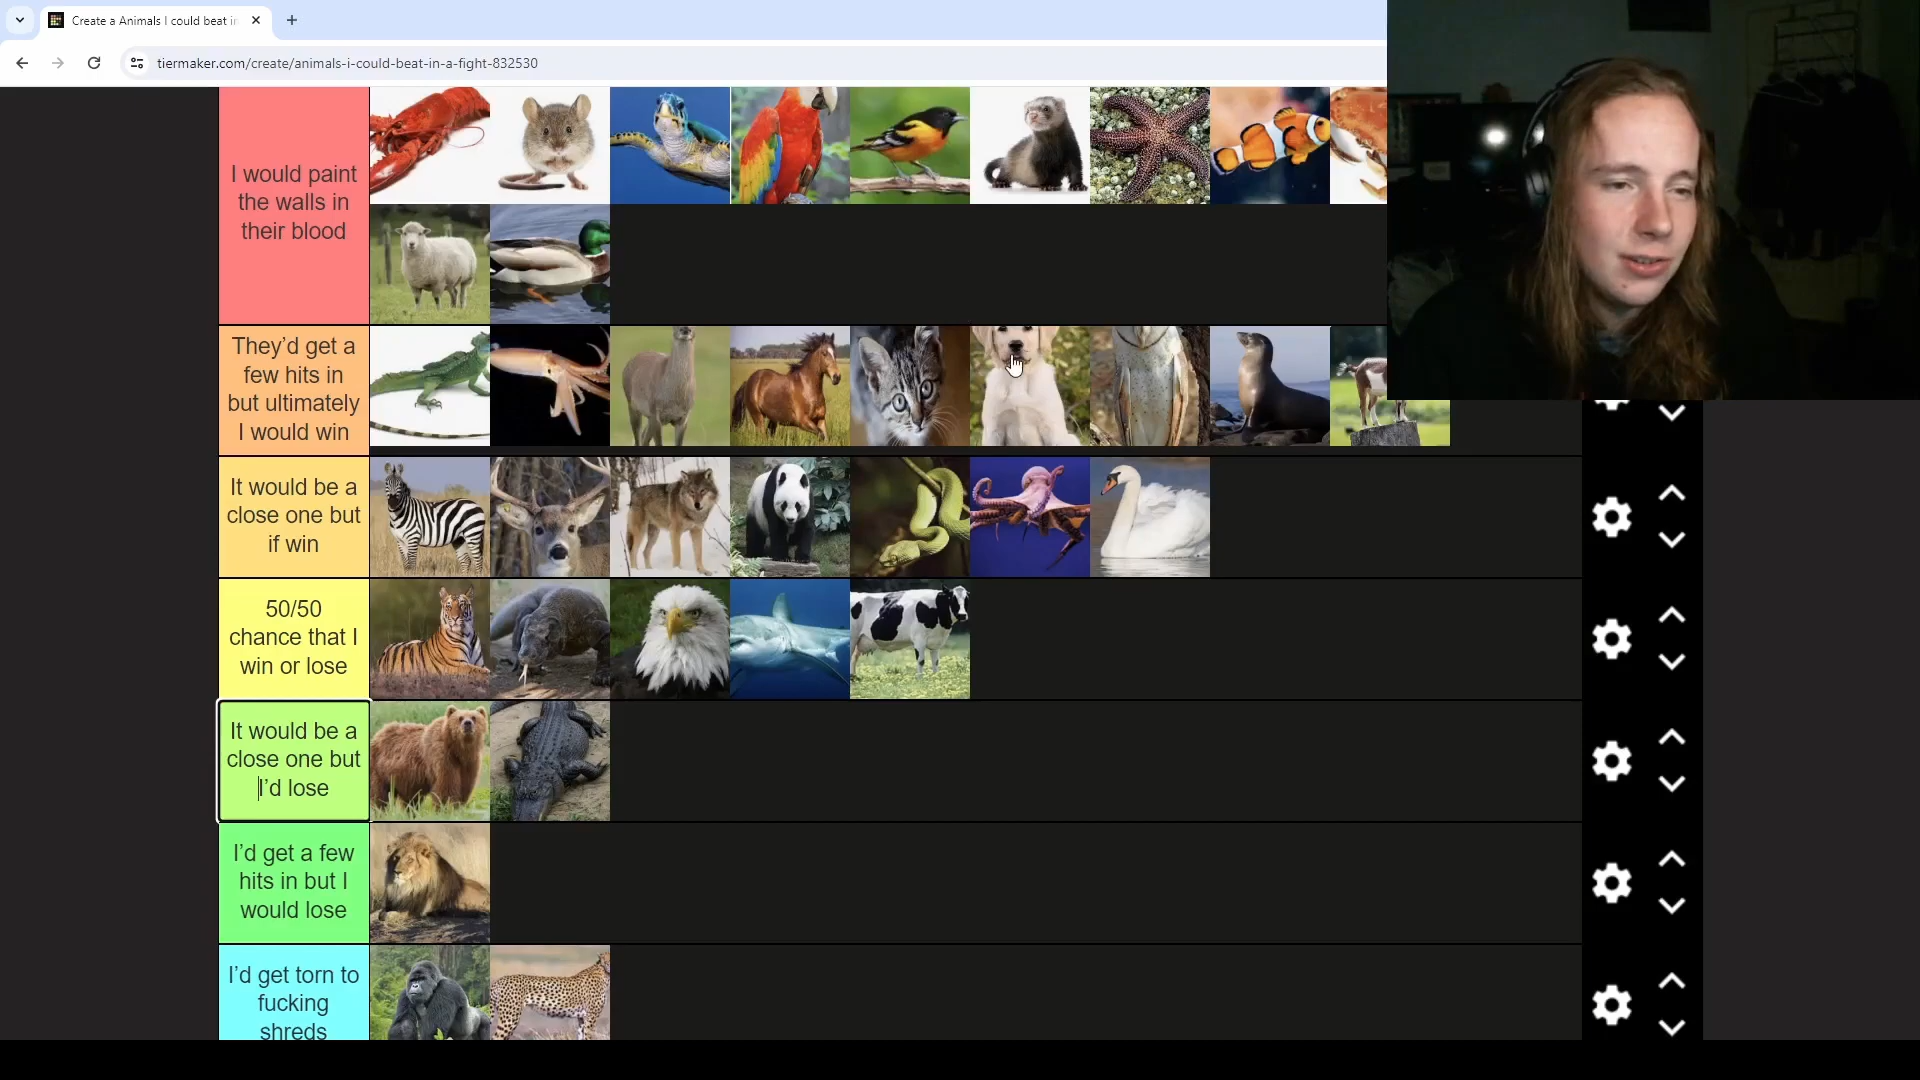 Create a Animals I could beat in
tiermaker.com/create/animals-i-could-beat-in-a-fight-832530
I would paint
the walls in
their blood
They’d get a
few hits in
but ultimately
I would win
It would be a
close one but
if win
50/50
chance that I
win or lose
It would be a
close one but
I’d lose
I’d get a few
hits in but I
would lose
I’d get torn to
fucking
shreds